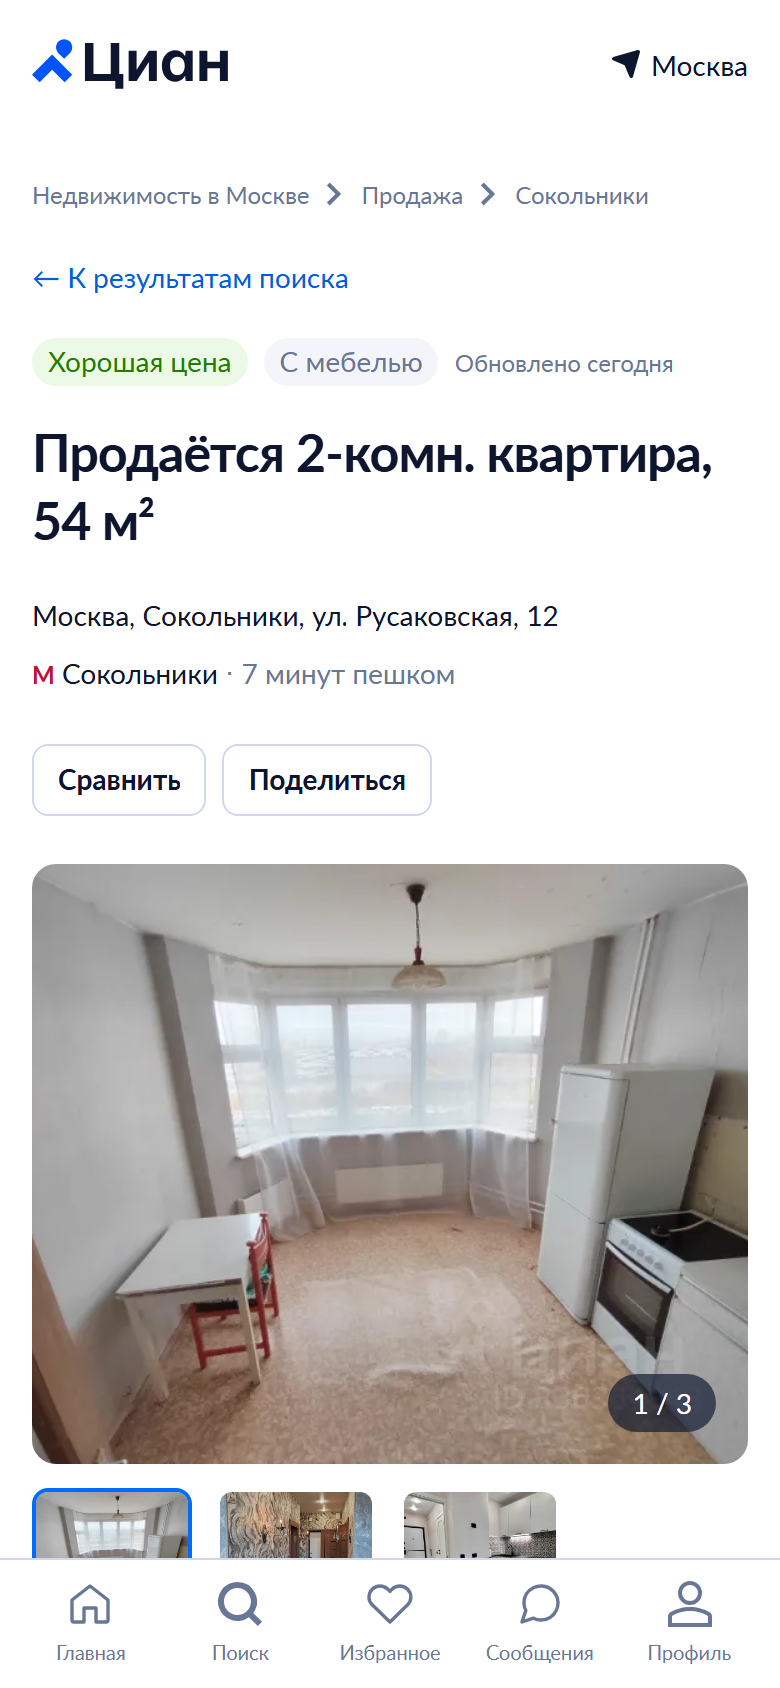 Циан
Москва
Недвижимость в Москве > Продажа > Сокольники
← К результатам поиска
Хорошая цена С мебелью Обновлено сегодня
Продаётся 2-комн. квартира,
54 м²
Москва, Сокольники, ул. Русаковская, 12
М Сокольники · 7 минут пешком
Сравнить Поделиться
1 / 3
Главная Поиск Избранное Сообщения Профиль